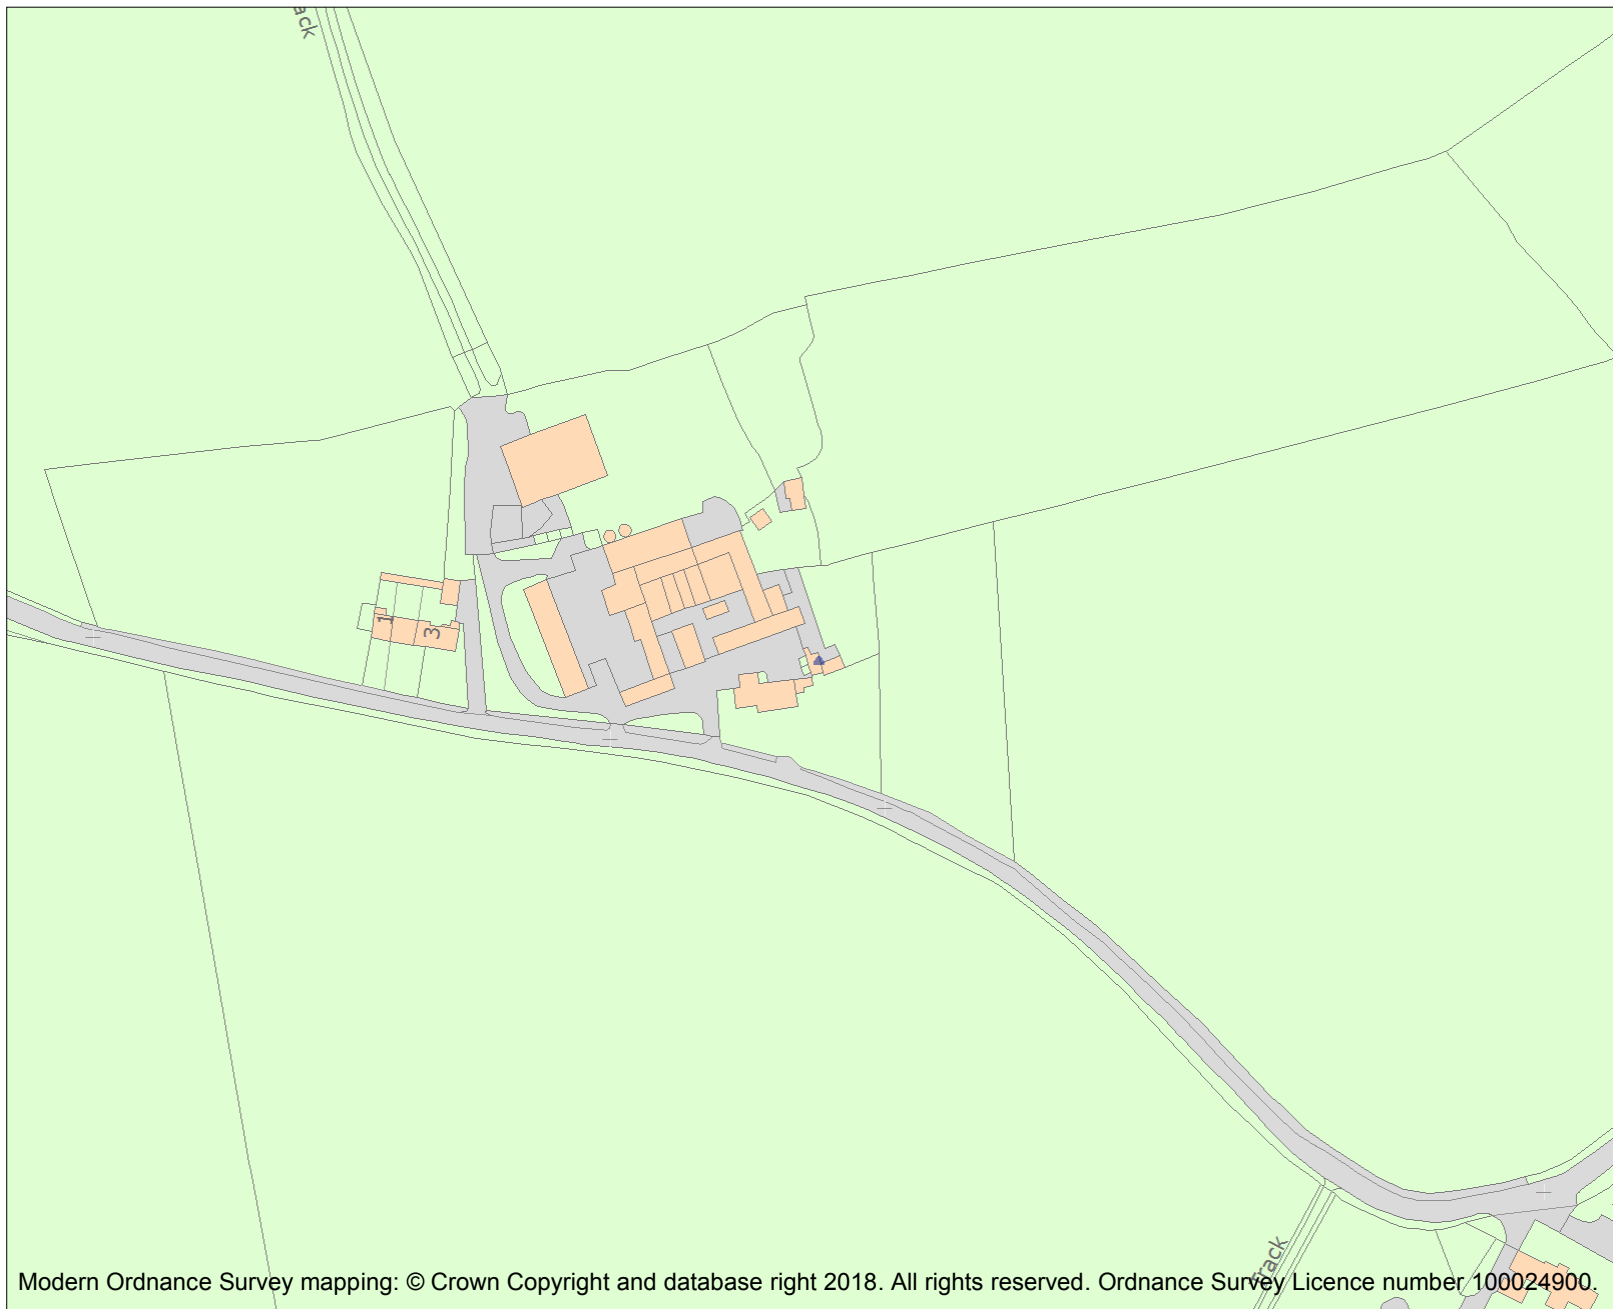 ack
1
3
Track
Modern Ordnance Survey mapping: © Crown Copyright and database right 2018. All rights reserved. Ordnance Survey Licence number 100024900.